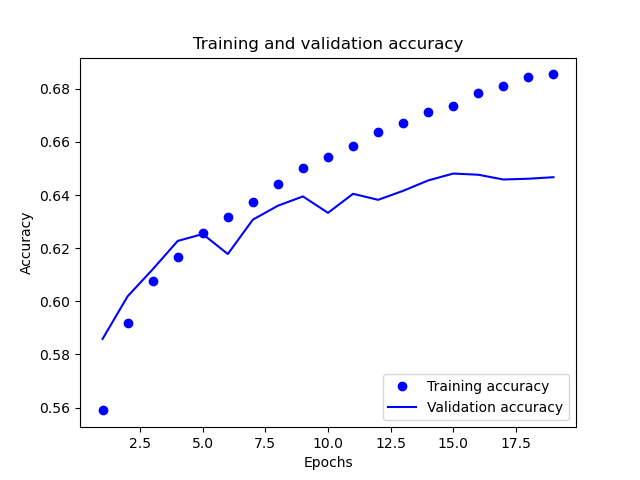 Training and validation accuracy
0.68
0.66
0.64
0.62
0.60
0.58
0.56
Accuracy
Training accuracy
Validation accuracy
2.5 5.0 7.5 10.0 12.5 15.0 17.5
Epochs